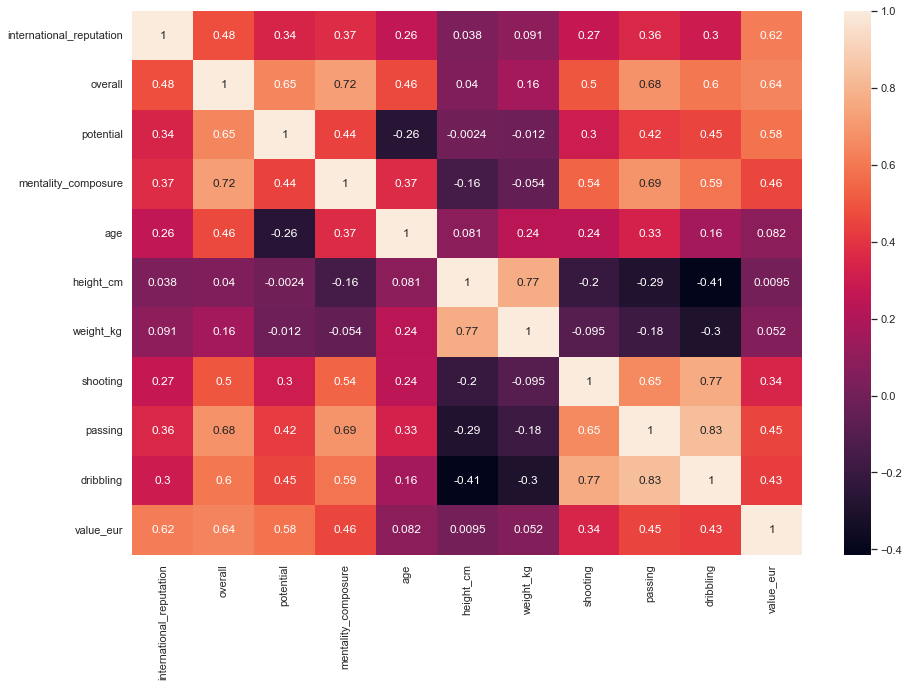 international_reputation 1 0.48 0.34 0.37 0.26 0.038 0.091 0.27 0.36 0.3 0.62
overall 0.48 1 0.65 0.72 0.46 0.04 0.16 0.5 0.68 0.6 0.64
potential 0.34 0.65 1 0.44 -0.26 -0.0024 -0.012 0.3 0.42 0.45 0.58
mentality_composure 0.37 0.72 0.44 1 0.37 -0.16 -0.054 0.54 0.69 0.59 0.46
age 0.26 0.46 -0.26 0.37 1 0.081 0.24 0.24 0.33 0.16 0.082
height_cm 0.038 0.04 -0.0024 -0.16 0.081 1 0.77 -0.2 -0.29 -0.41 0.0095
weight_kg 0.091 0.16 -0.012 -0.054 0.24 0.77 1 -0.095 -0.18 -0.3 0.052
shooting 0.27 0.5 0.3 0.54 0.24 -0.2 -0.095 1 0.65 0.77 0.34
passing 0.36 0.68 0.42 0.69 0.33 -0.29 -0.18 0.65 1 0.83 0.45
dribbling 0.3 0.6 0.45 0.59 0.16 -0.41 -0.3 0.77 0.83 1 0.43
value_eur 0.62 0.64 0.58 0.46 0.082 0.0095 0.052 0.34 0.45 0.43 1
international_reputation
overall
potential
mentality_composure
age
height_cm
weight_kg
shooting
passing
dribbling
value_eur
1.0
0.8
0.6
0.4
0.2
0.0
−0.2
−0.4